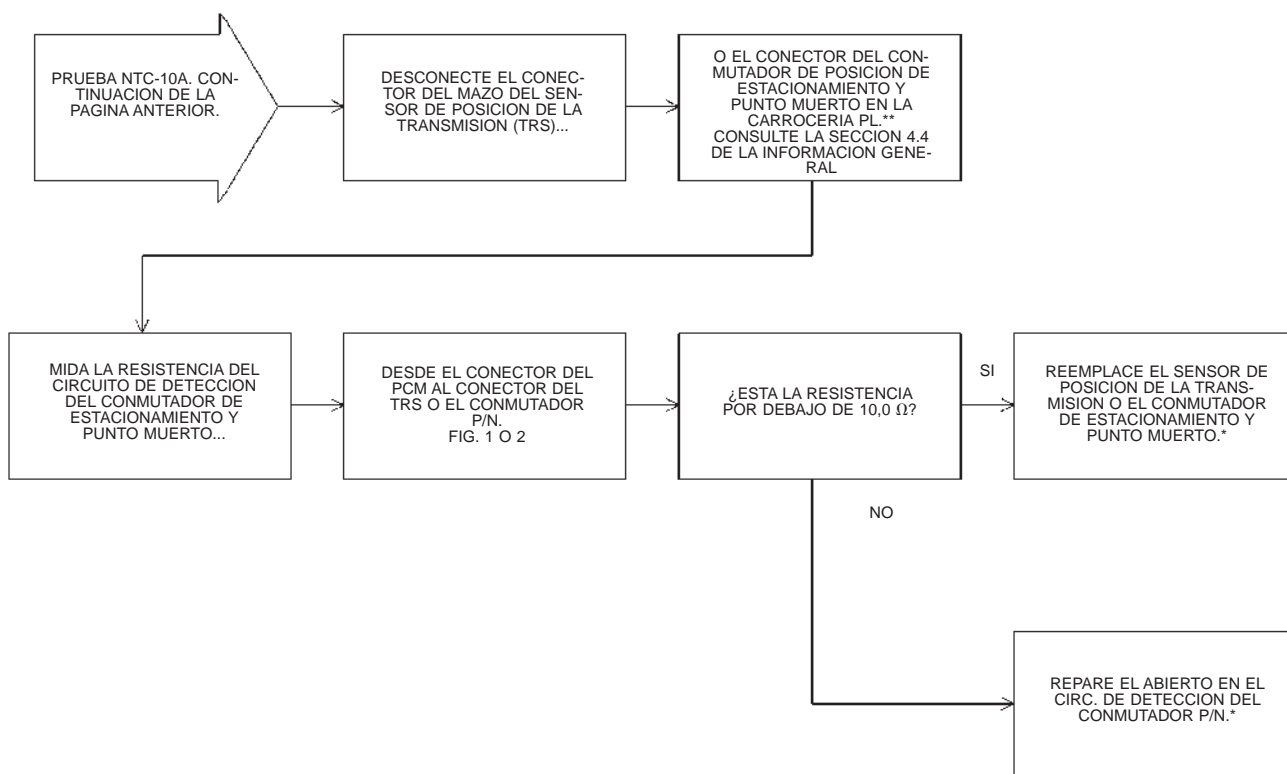 PRUEBA NTC-10A. CON-
TINUACION DE LA
PAGINA ANTERIOR.
DESCONECTE EL CONEC-
TOR DEL MAZO DEL SEN-
SOR DE POSICION DE LA
TRANSMISION (TRS)...
O EL CONECTOR DEL CON-
MUTADOR DE POSICION DE
ESTACIONAMIENTO Y
PUNTO MUERTO EN LA
CARROCERIA PL.**
CONSULTE LA SECCION 4.4
DE LA INFORMACION GENE-
RAL
MIDA LA RESISTENCIA DEL
CIRCUITO DE DETECCION
DEL CONMUTADOR DE
ESTACIONAMIENTO Y
PUNTO MUERTO...
DESDE EL CONECTOR DEL
PCM AL CONECTOR DEL
TRS O EL CONMUTADOR
P/N.
FIG. 1 O 2
¿ESTA LA RESISTENCIA
POR DEBAJO DE 10,0 Ω?
SI
REEMPLACE EL SENSOR DE
POSICION DE LA TRANS-
MISION O EL CONMUTADOR
DE ESTACIONAMIENTO Y
PUNTO MUERTO.*
NO
REPARE EL ABIERTO EN EL
CIRC. DE DETECCION DEL
CONMUTADOR P/N.*